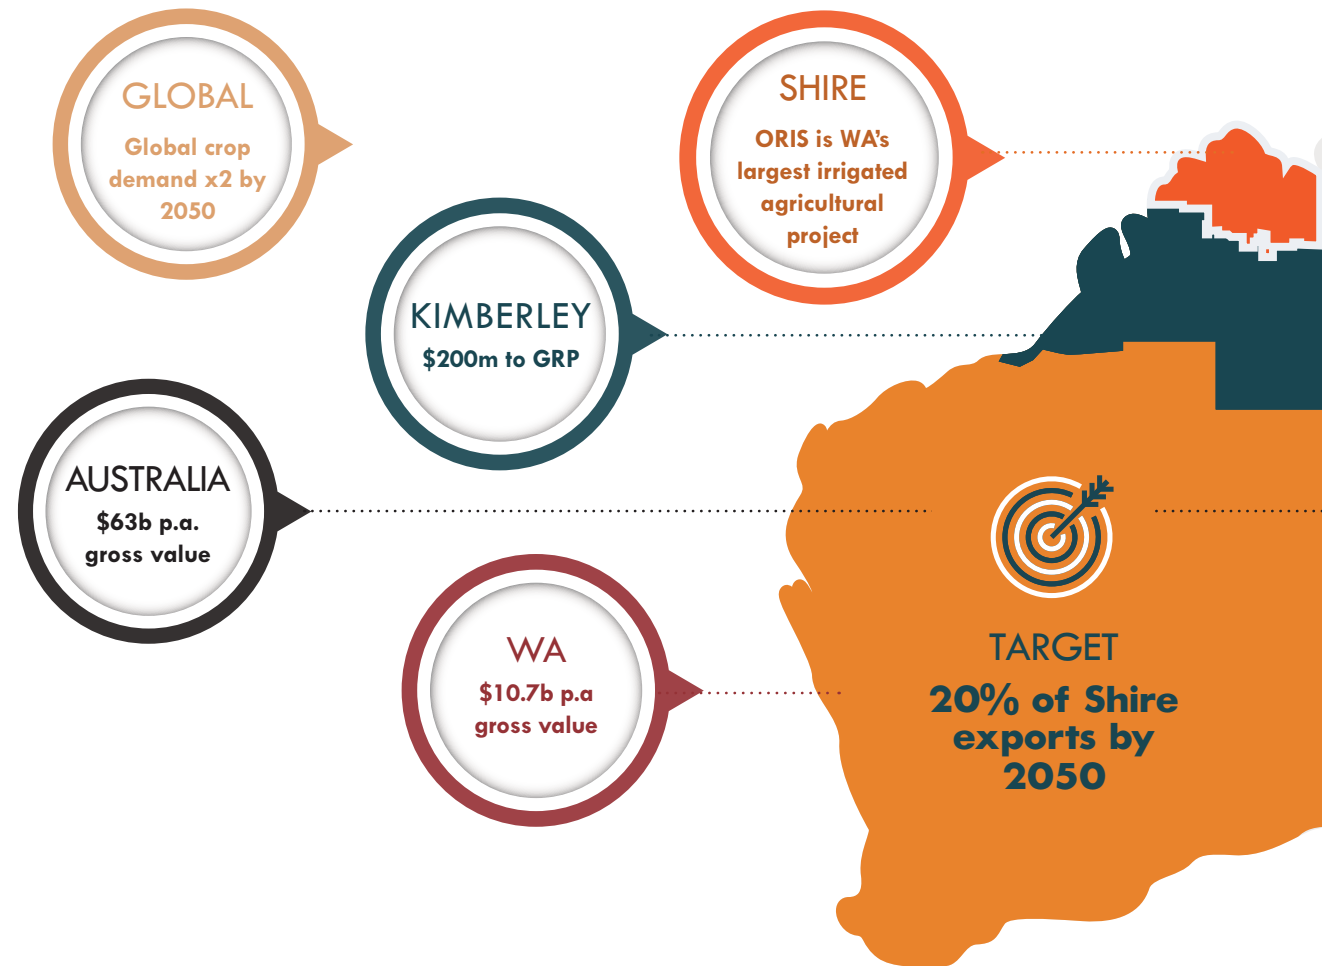 GLOBAL
Global crop
demand x2 by
2050
SHIRE
ORIS is WA’s
largest irrigated
agricultural
project
KIMBERLEY
$200m to GRP
AUSTRALIA
$63b p.a.
gross value
WA
$10.7b p.a
gross value
TARGET
20% of Shire
exports by
2050